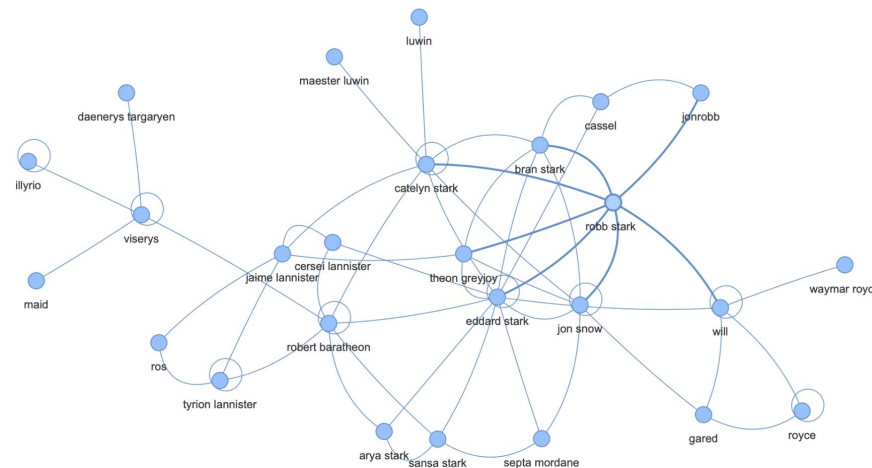 luwin
maester luwin
daenerys targaryen
cassel
jonrobb
bran stark
illyrio
catelyn stark
robb stark
viserys
cersei lannister
jaime lannister
theon greyjoy
waymar royc
maid
eddard stark
jon snow
will
robert baratheon
ros
tyrion lannister
gared
royce
arya stark
sansa stark
septa mordane